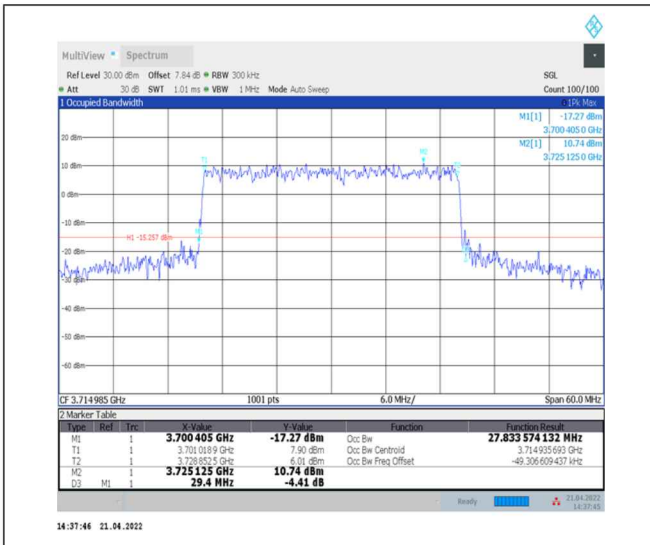 MultiView Spectrum
Ref Level 30.00 dBm Offset 7.84 dB RBW 300 kHz SGL
Att 30 dB SWT 1.01 ms VBW 1 MHz Mode Auto Sweep Count 100/100
1 Occupied Bandwidth 1Pk Max
M1[1] -17.27 dBm
3.700 405 0 GHz
M2[1] 10.74 dBm
3.725 125 0 GHz
20 dBm
M2
T1
10 dBm
0 dBm
-10 dBm
H1 -15.257 dBm
-20 dBm
-30 dBm
-40 dBm
-50 dBm
-60 dBm
CF 3.714 985 GHz 1001 pts 6.0 MHz/ Span 60.0 MHz
2 Marker Table
Type Ref Trc X-Value Y-Value Function Function Result
M1 1 3.700 405 GHz -17.27 dBm Occ Bw 27.833 574 132 MHz
T1 1 3.701 018 9 GHz 7.90 dBm Occ Bw Centroid 3.714 935 693 GHz
T2 1 3.728 852 5 GHz 6.01 dBm Occ Bw Freq Offset -49.306 609 437 kHz
M2 1 3.725 125 GHz 10.74 dBm
D3 M1 1 29.4 MHz -4.41 dB
Ready 21.04.2022
14:37:45
14:37:46 21.04.2022